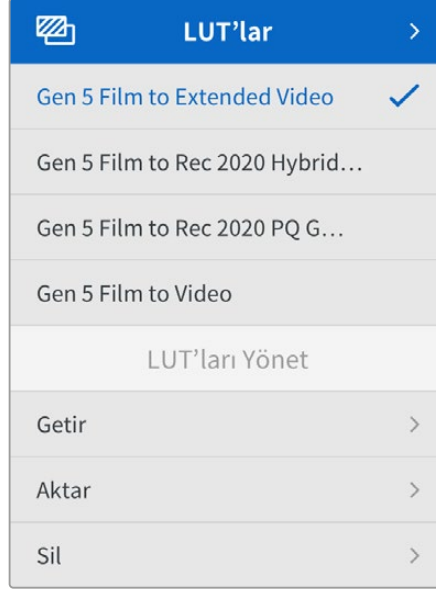 LUT’lar
Gen 5 Film to Extended Video
Gen 5 Film to Rec 2020 Hybrid…
Gen 5 Film to Rec 2020 PQ G…
Gen 5 Film to Video
LUT’ları Yönet
Getir
Aktar
Sil